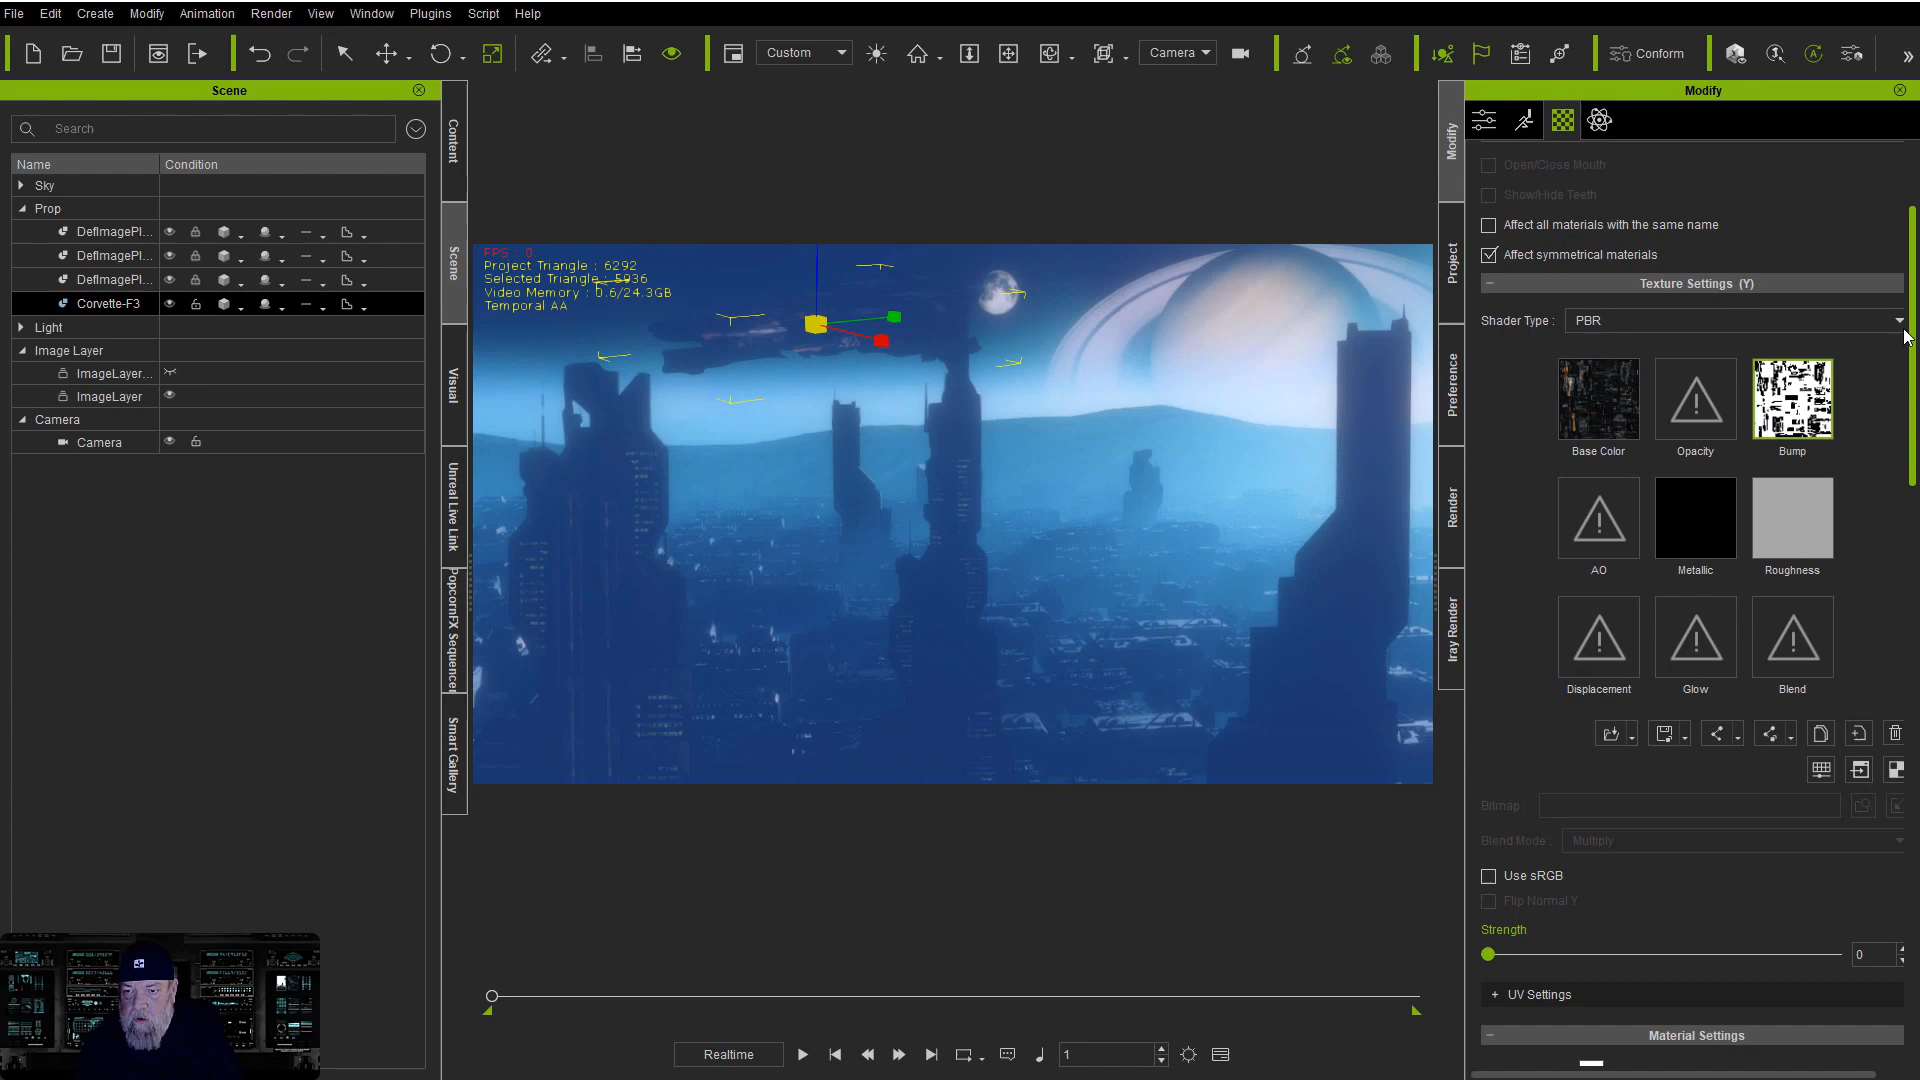 File Edit Create Modify Animation Render View Window Plugins Script Help
Custom Camera Conform
Scene
Search
Name Condition
Sky
Prop
DefImagePl...
DefImagePl...
DefImagePl...
Corvette-F3
Light
Image Layer
ImageLayer...
ImageLayer
Camera
Camera
Content
Scene
Visual
Unreal Live Link
PopcornFX Sequencer
Smart Gallery
FPS : 0
Project Triangle : 6292
Selected Triangle : 5936
Video Memory : 0.6/24.3GB
Temporal AA
Realtime
1
Modify
Project
Preference
Render
Iray Render
Modify
Open/Close Mouth
Show/Hide Teeth
Affect all materials with the same name
Affect symmetrical materials
Texture Settings (Y)
Shader Type : PBR
Base Color Opacity Bump
AO Metallic Roughness
Displacement Glow Blend
Bitmap :
Blend Mode : Multiply
Use sRGB
Flip Normal Y
Strength
0
+ UV Settings
Material Settings